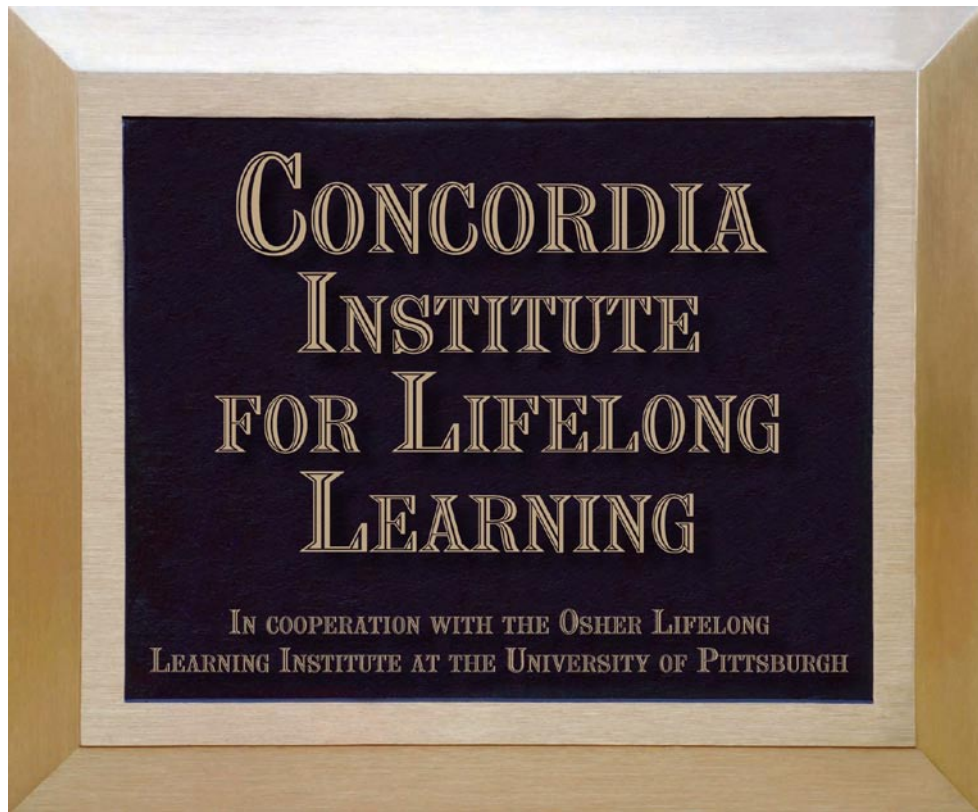 Concordia
Institute
for Lifelong
Learning
In cooperation with the Osher Lifelong
Learning Institute at the University of Pittsburgh